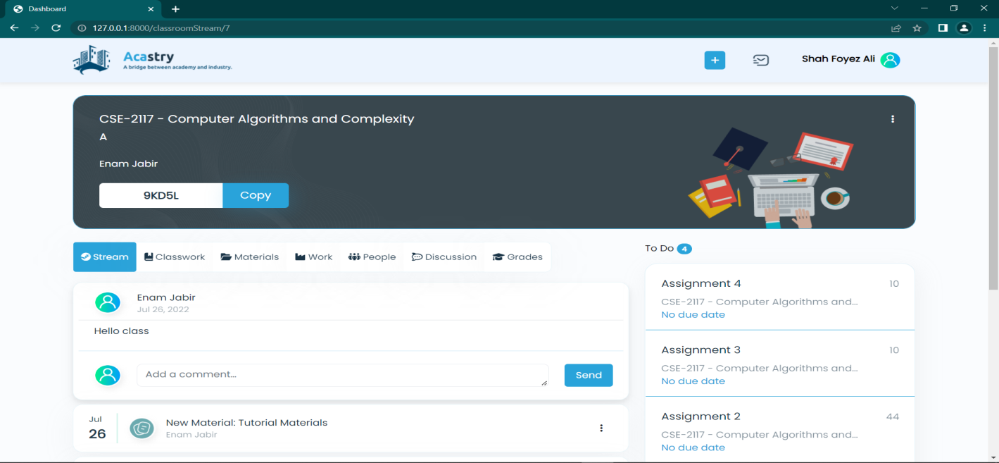 Dashboard
127.0.0.1:8000/classroomStream/7
Acastry
A bridge between academy and industry.
Shah Foyez Ali
CSE-2117 - Computer Algorithms and Complexity
A
Enam Jabir
9KD5L
Copy
Stream
Classwork
Materials
Work
People
Discussion
Grades
Enam Jabir
Jul 26, 2022
Hello class
Add a comment...
Send
Jul
26
New Material: Tutorial Materials
Enam Jabir
To Do 4
Assignment 4
10
CSE-2117 - Computer Algorithms and...
No due date
Assignment 3
10
CSE-2117 - Computer Algorithms and...
No due date
Assignment 2
44
CSE-2117 - Computer Algorithms and...
No due date